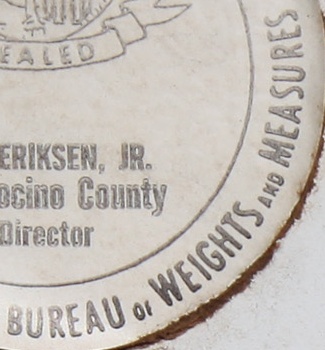 EALED
ERIKSEN, JR.
ocino County
Director
BUREAU OF WEIGHTS AND MEASURES